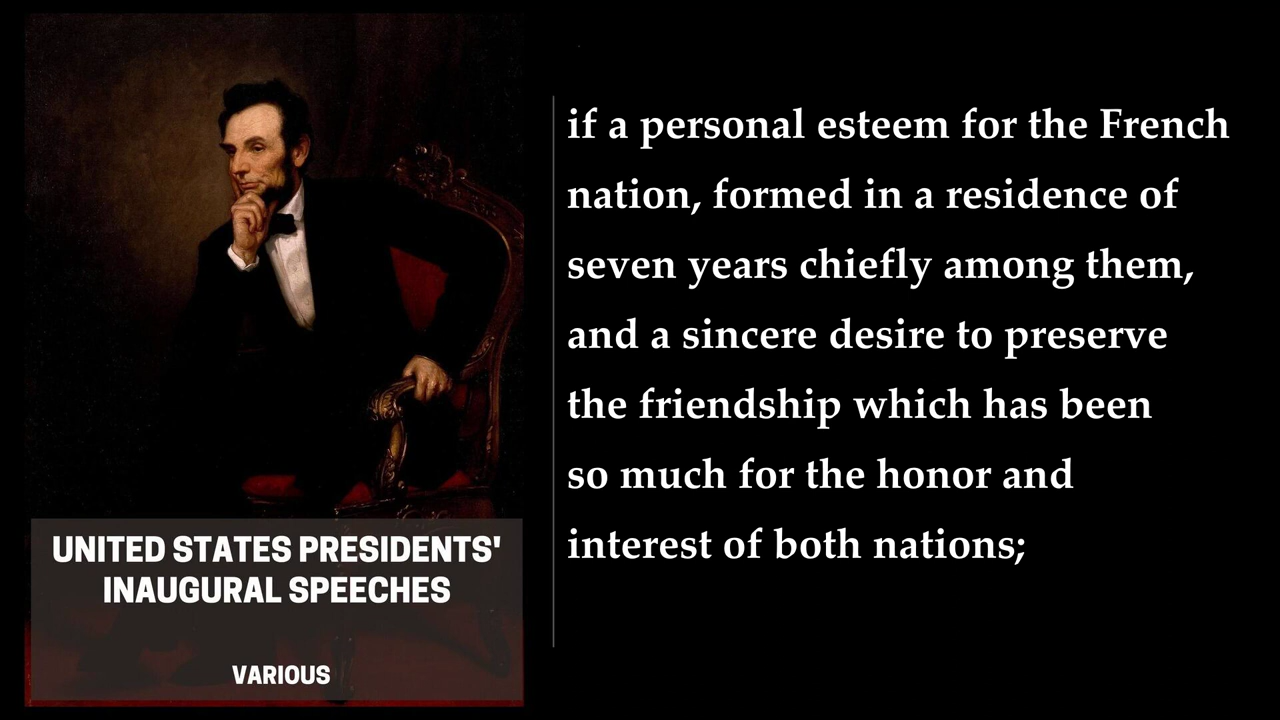 UNITED STATES PRESIDENTS'
INAUGURAL SPEECHES
VARIOUS
if a personal esteem for the French
nation, formed in a residence of
seven years chiefly among them,
and a sincere desire to preserve
the friendship which has been
so much for the honor and
interest of both nations;